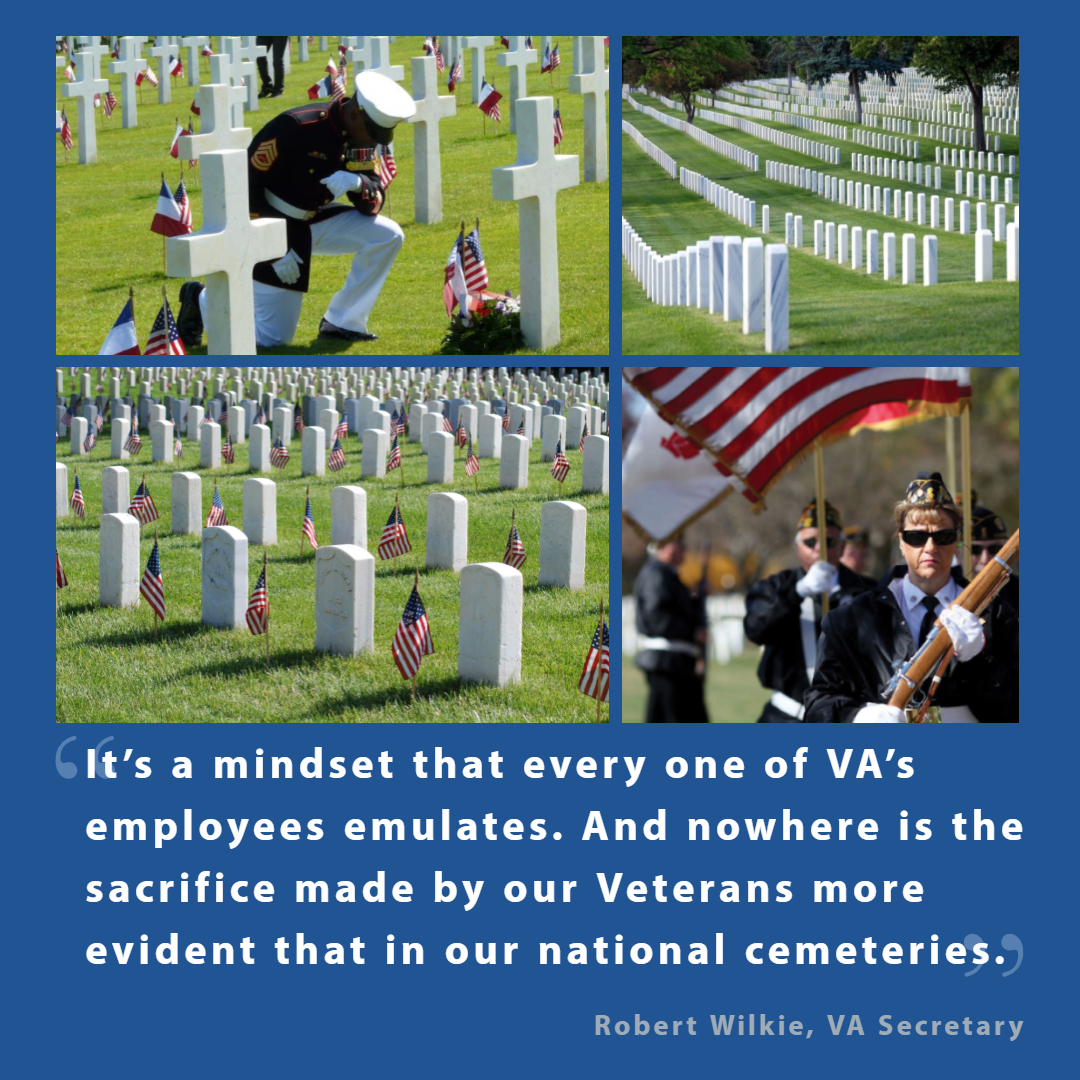 “It’s a mindset that every one of VA’s
employees emulates. And nowhere is the
sacrifice made by our Veterans more
evident that in our national cemeteries.”
Robert Wilkie, VA Secretary